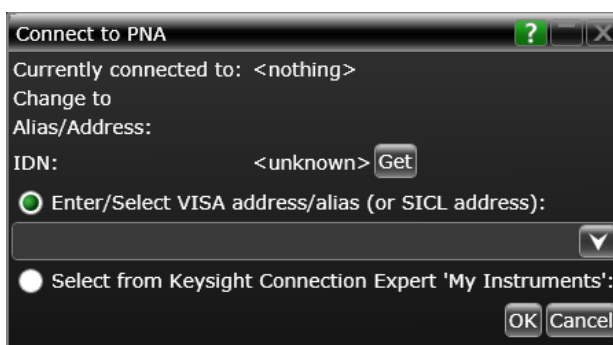 Connect to PNA ?
Currently connected to: <nothing>
Change to
Alias/Address:
IDN: <unknown> Get
Enter/Select VISA address/alias (or SICL address):
Select from Keysight Connection Expert 'My Instruments':
OK Cancel